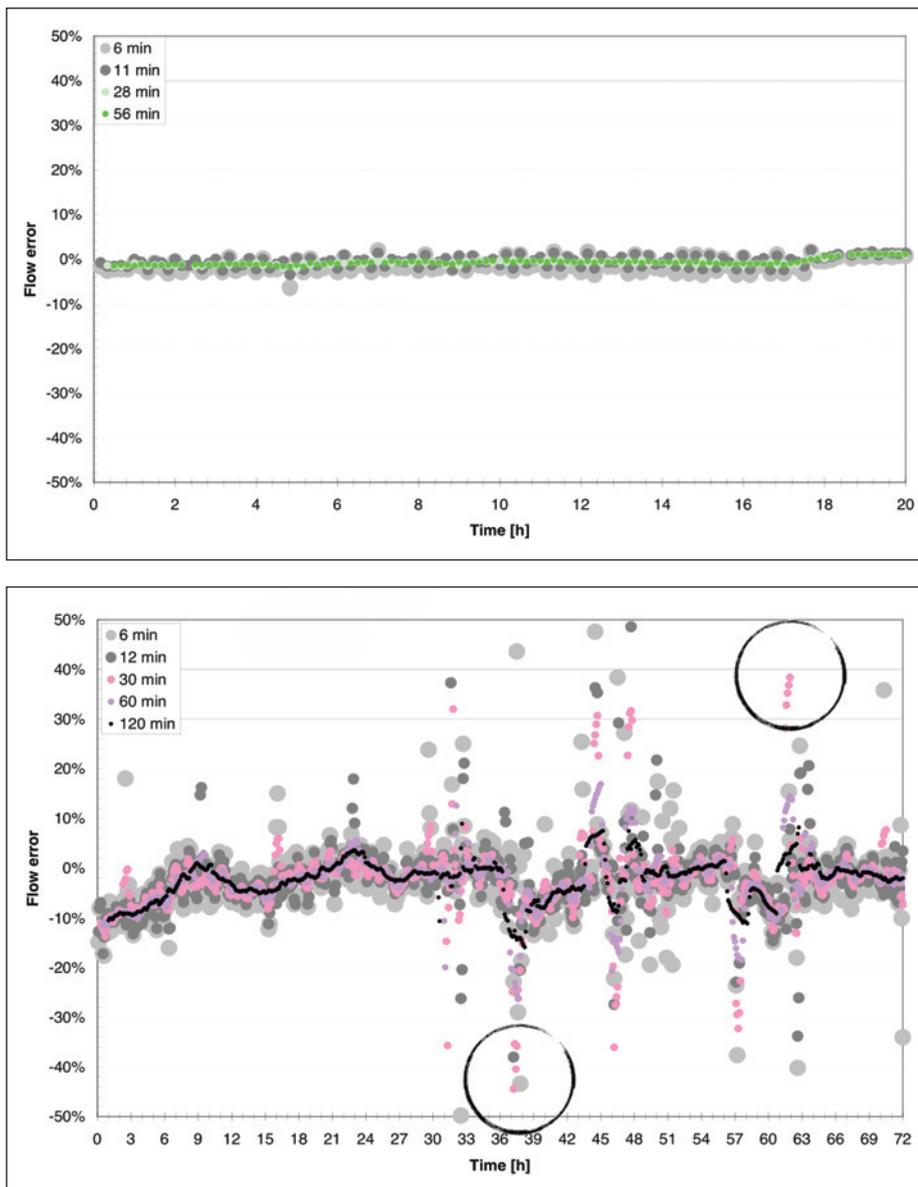 50%
40%
30%
20%
10%
0%
-10%
-20%
-30%
-40%
-50%
Flow error
6 min
11 min
28 min
56 min
0 2 4 6 8 10 12 14 16 18 20
Time [h]
50%
40%
30%
20%
10%
0%
-10%
-20%
-30%
-40%
-50%
Flow error
6 min
12 min
30 min
60 min
120 min
0 3 6 9 12 15 18 21 24 27 30 33 36 39 42 45 48 51 54 57 60 63 66 69 72
Time [h]